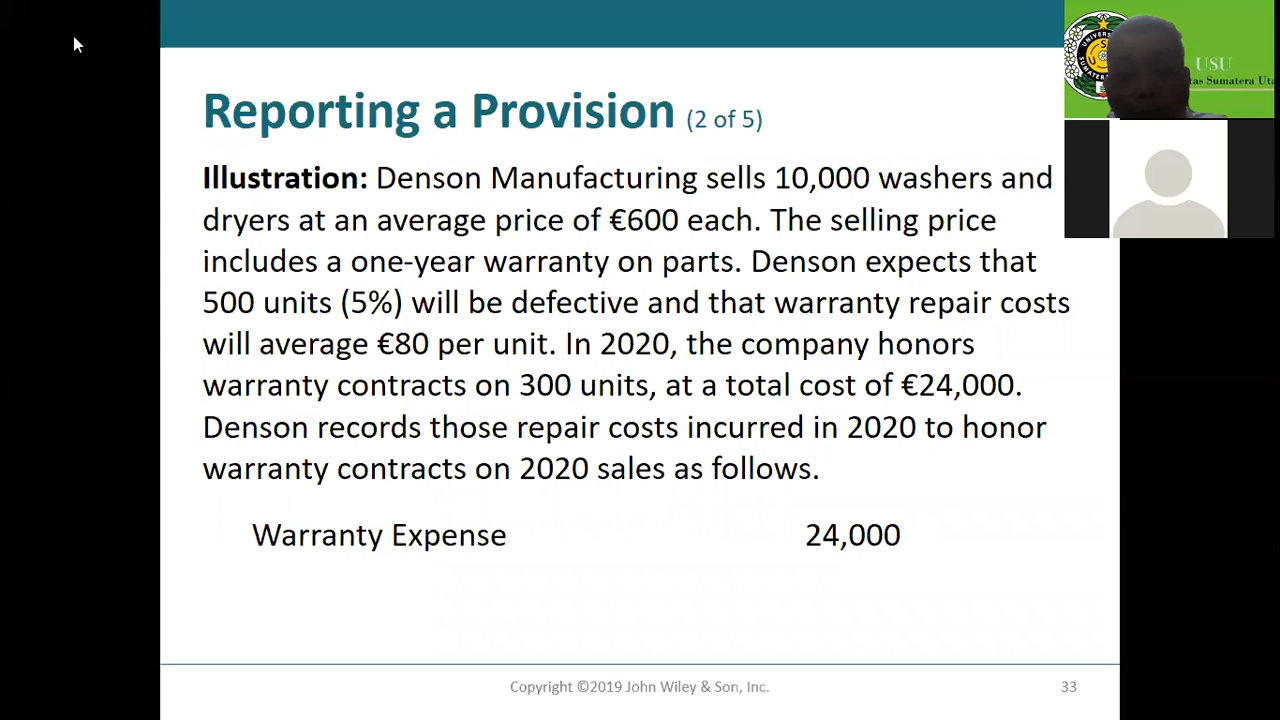 Reporting a Provision (2 of 5)
Illustration: Denson Manufacturing sells 10,000 washers and
dryers at an average price of €600 each. The selling price
includes a one-year warranty on parts. Denson expects that
500 units (5%) will be defective and that warranty repair costs
will average €80 per unit. In 2020, the company honors
warranty contracts on 300 units, at a total cost of €24,000.
Denson records those repair costs incurred in 2020 to honor
warranty contracts on 2020 sales as follows.
Warranty Expense 24,000
Copyright ©2019 John Wiley & Son, Inc.
33
USU
tas Sumatera Uta